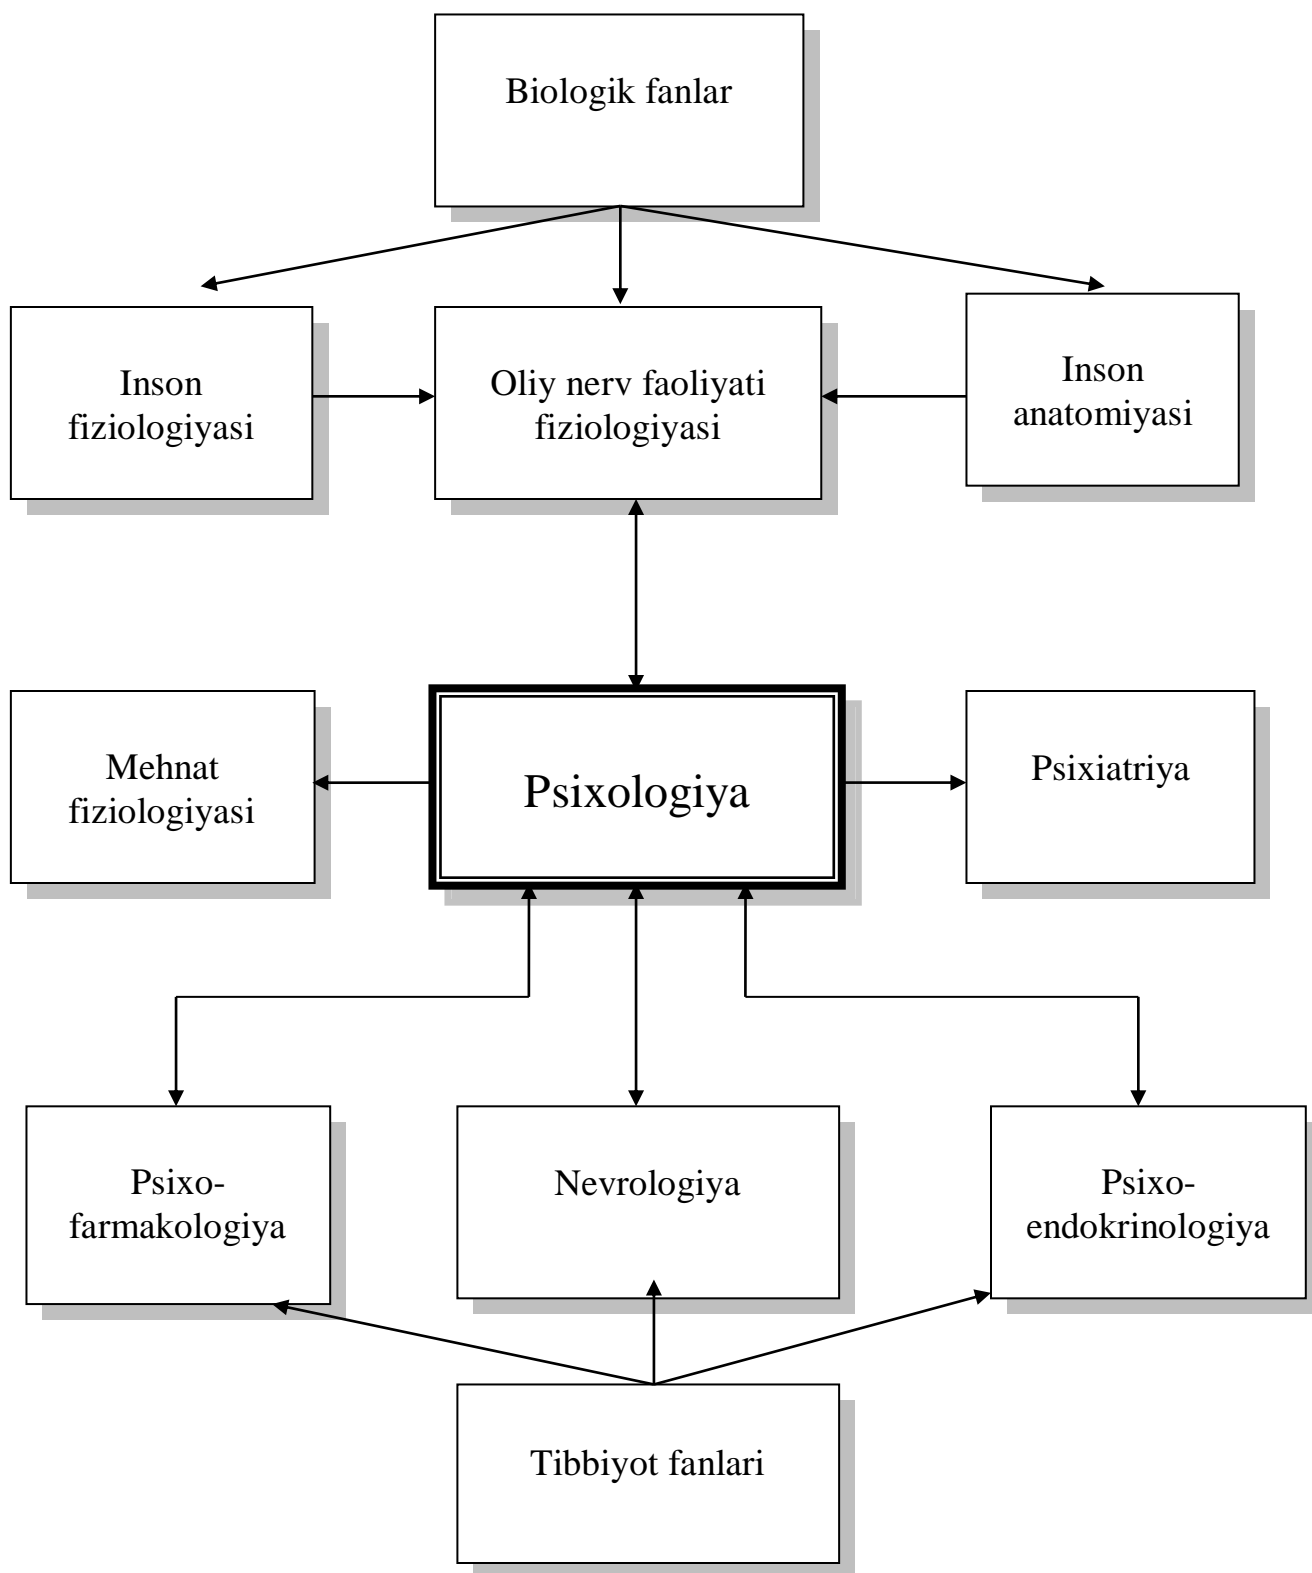 Biologik fanlar
Inson
fiziologiyasi
Oliy nerv faoliyati
fiziologiyasi
Inson
anatomiyasi
Mehnat
fiziologiyasi
Psixologiya
Psixiatriya
Psixo-
farmakologiya
Nevrologiya
Psixo-
endokrinologiya
Tibbiyot fanlari